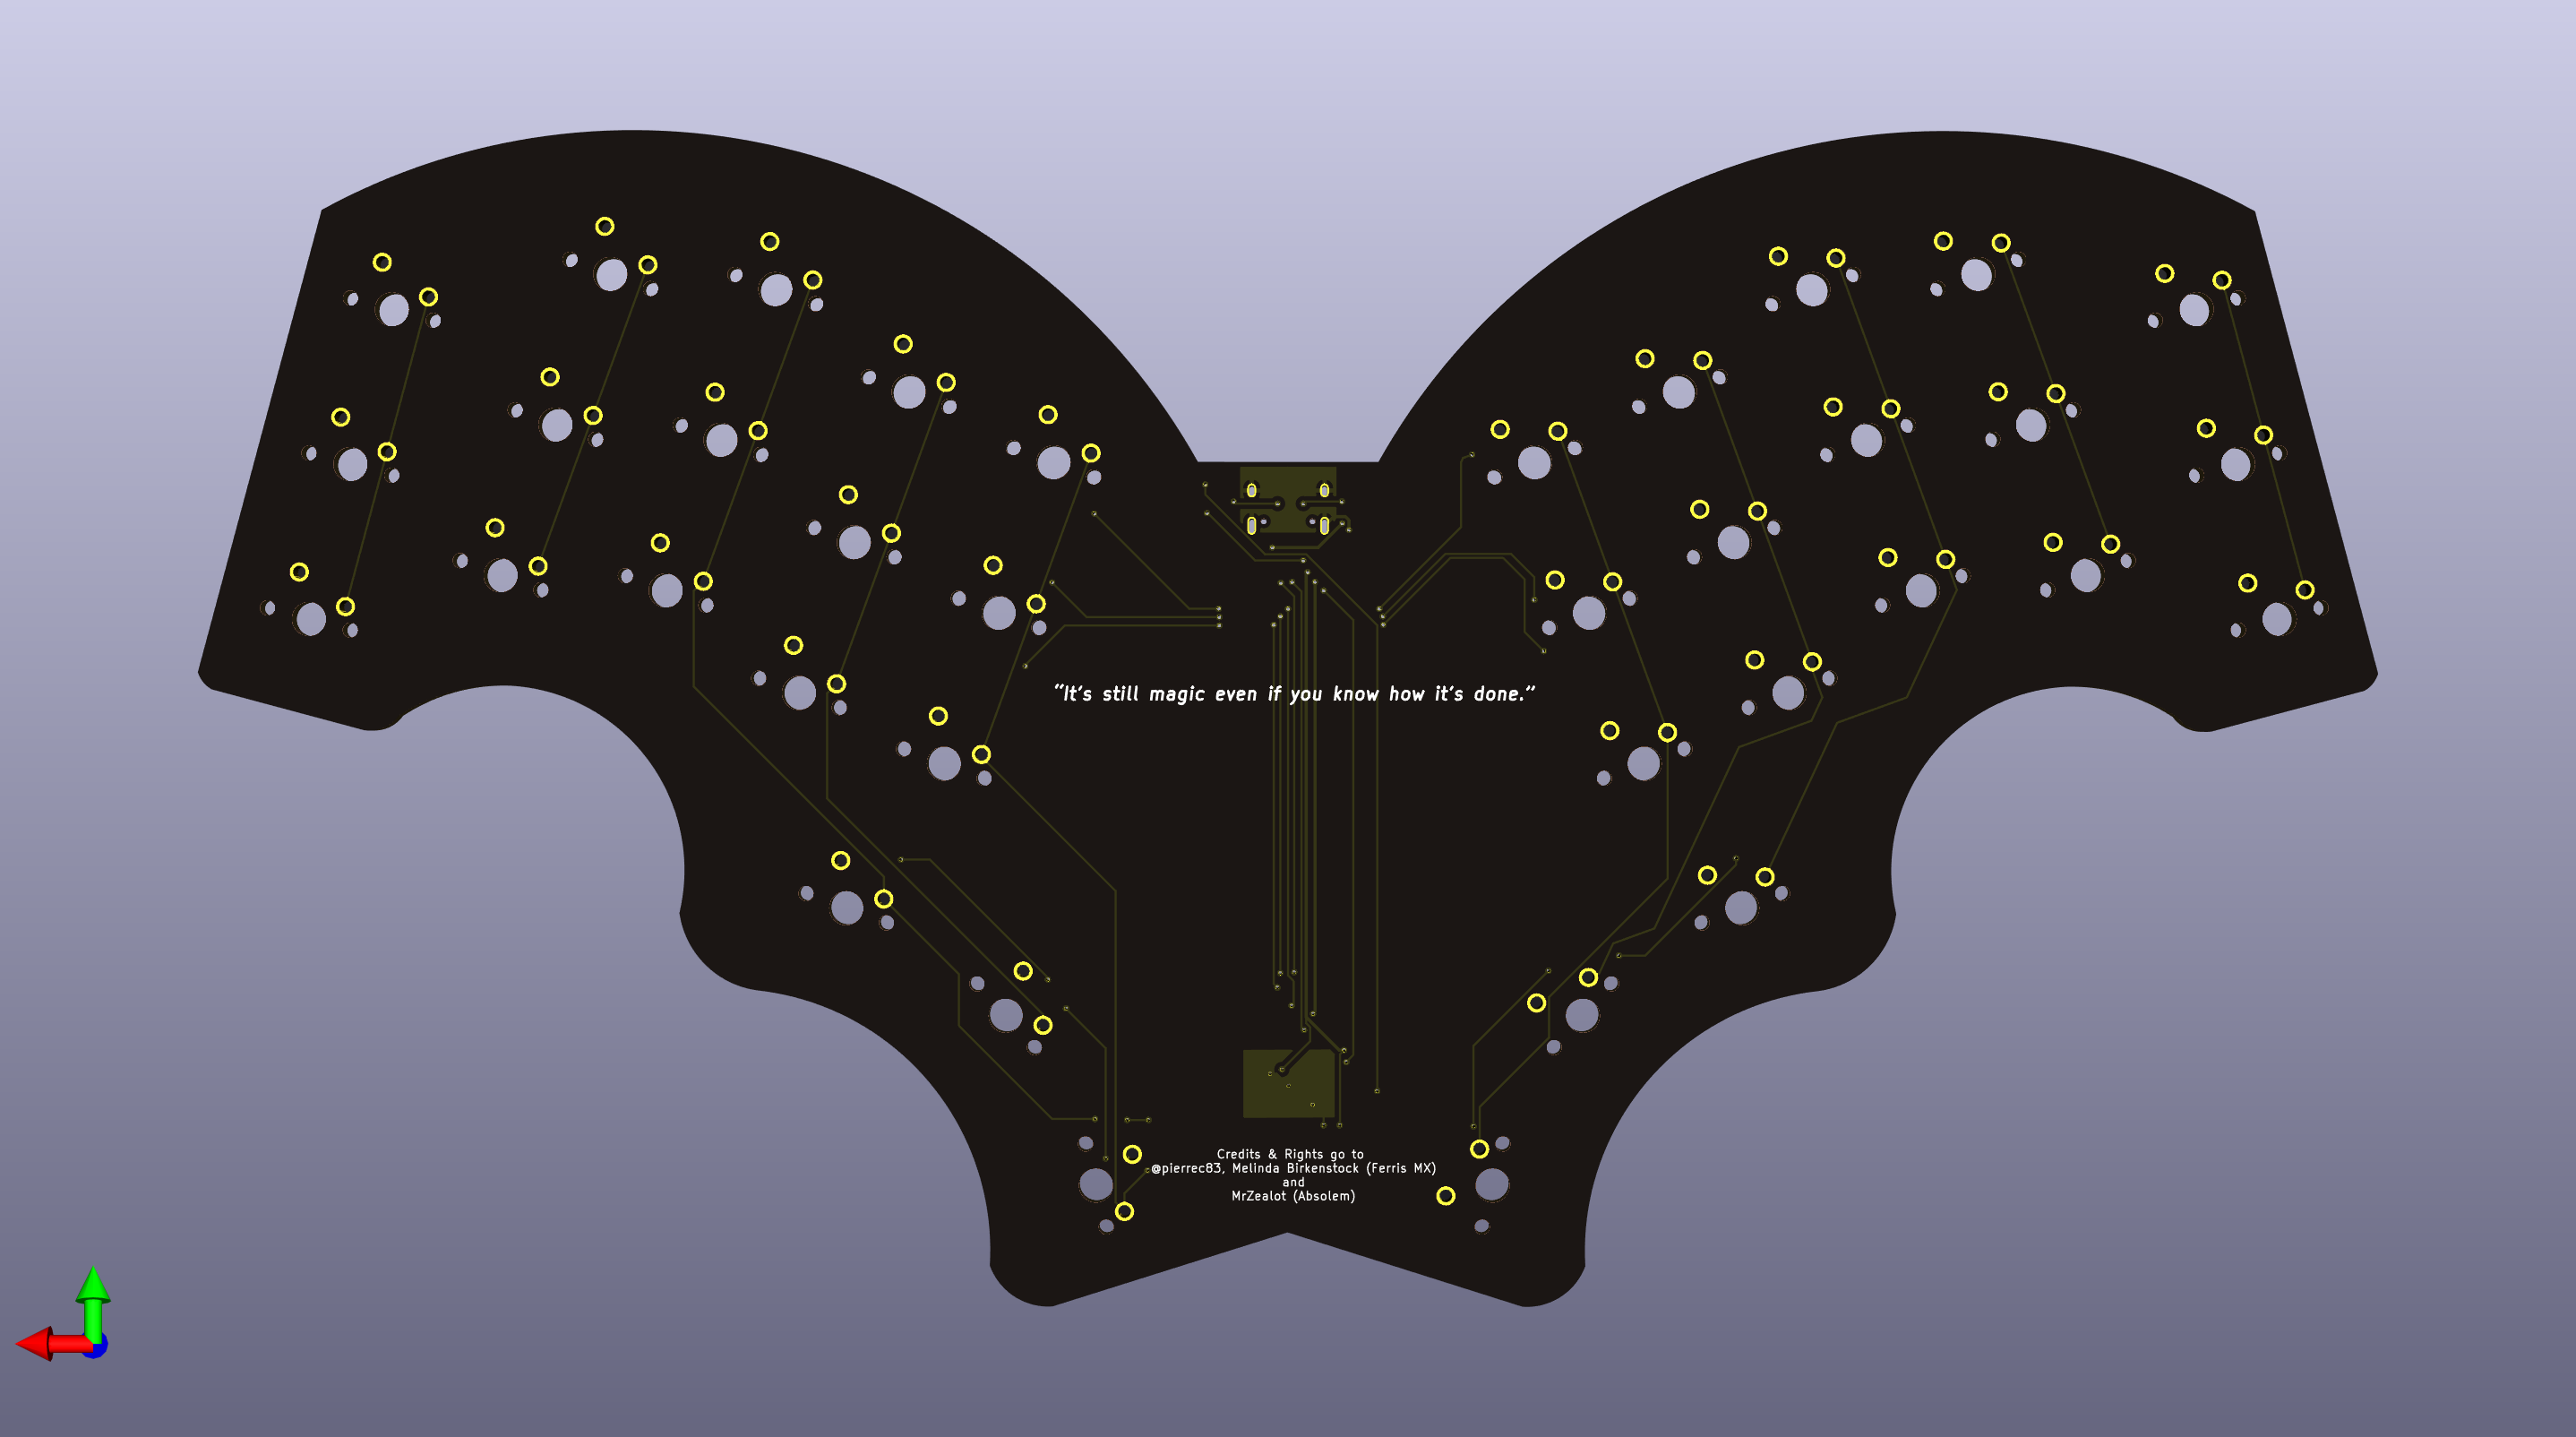 “It’s still magic even if you know how it’s done.”
Credits & Rights go to
@pierrec83, Melinda Birkenstock (Ferris MX)
and
MrZealot (Absolem)